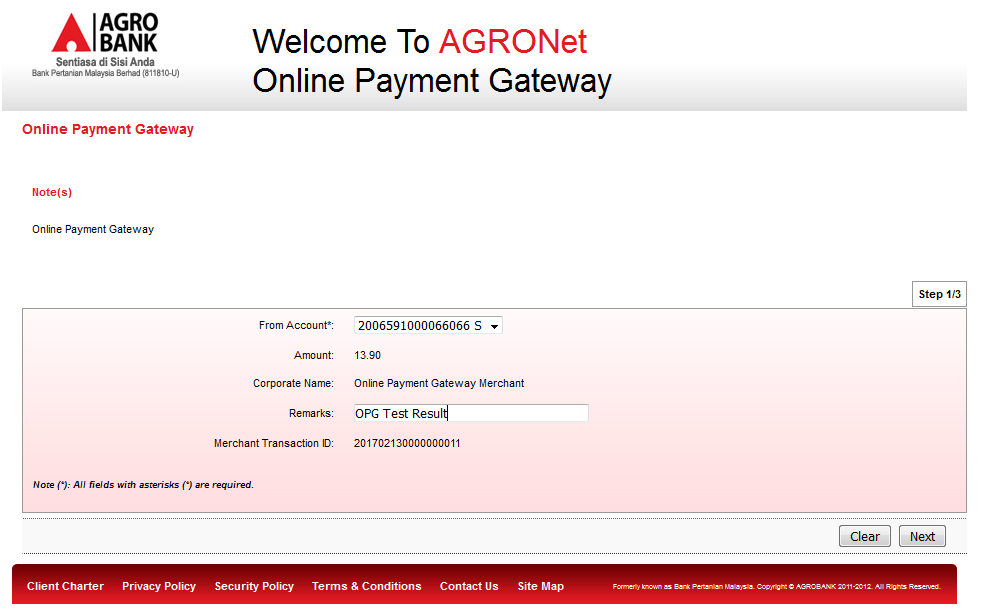 AGRO
BANK
Sentiasa di Sisi Anda
Bank Pertanian Malaysia Berhad (811810-U)
Welcome To AGRONet
Online Payment Gateway
Online Payment Gateway
Note(s)
Online Payment Gateway
Step 1/3
From Account*: 2006591000066066 S
Amount: 13.90
Corporate Name: Online Payment Gateway Merchant
Remarks: OPG Test Result
Merchant Transaction ID: 201702130000000011
Note (*): All fields with asterisks (*) are required.
Clear Next
Client Charter Privacy Policy Security Policy Terms & Conditions Contact Us Site Map Formerly known as Bank Pertanian Malaysia. Copyright © AGROBANK 2011-2012. All Rights Reserved.